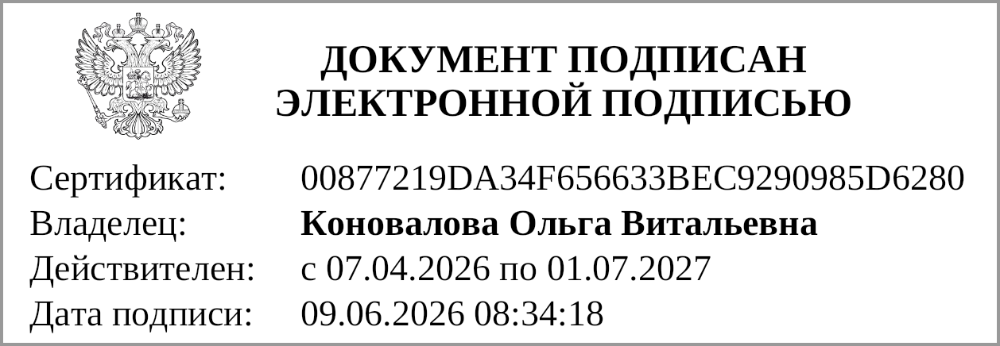 ДОКУМЕНТ ПОДПИСАН
ЭЛЕКТРОННОЙ ПОДПИСЬЮ
Сертификат: 00877219DA34F656633BEC9290985D6280
Владелец: Коновалова Ольга Витальевна
Действителен: с 07.04.2026 по 01.07.2027
Дата подписи: 09.06.2026 08:34:18